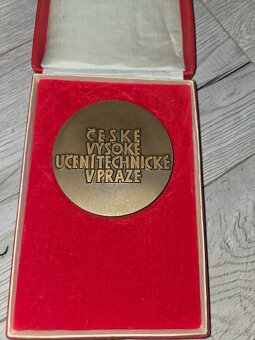 ČESKÉ
VYSOKÉ
UČENÍ TECHNICKÉ
V PRAZE